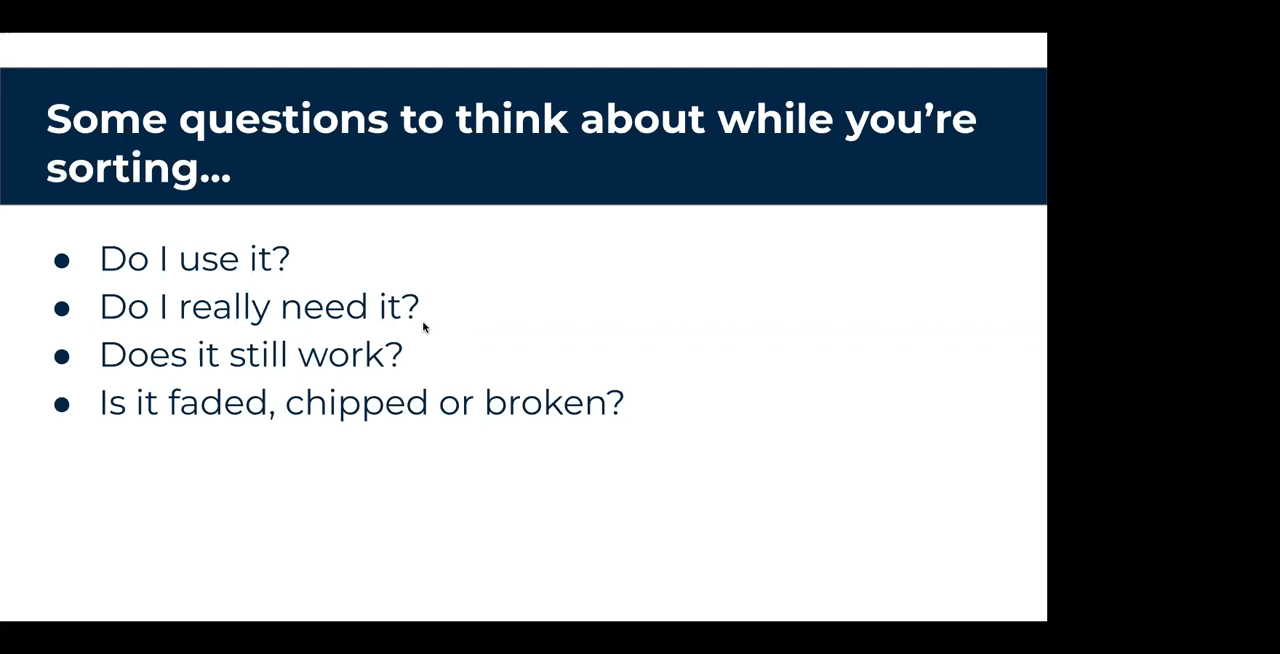 Some questions to think about while you’re
sorting...
● Do I use it?
● Do I really need it?
● Does it still work?
● Is it faded, chipped or broken?